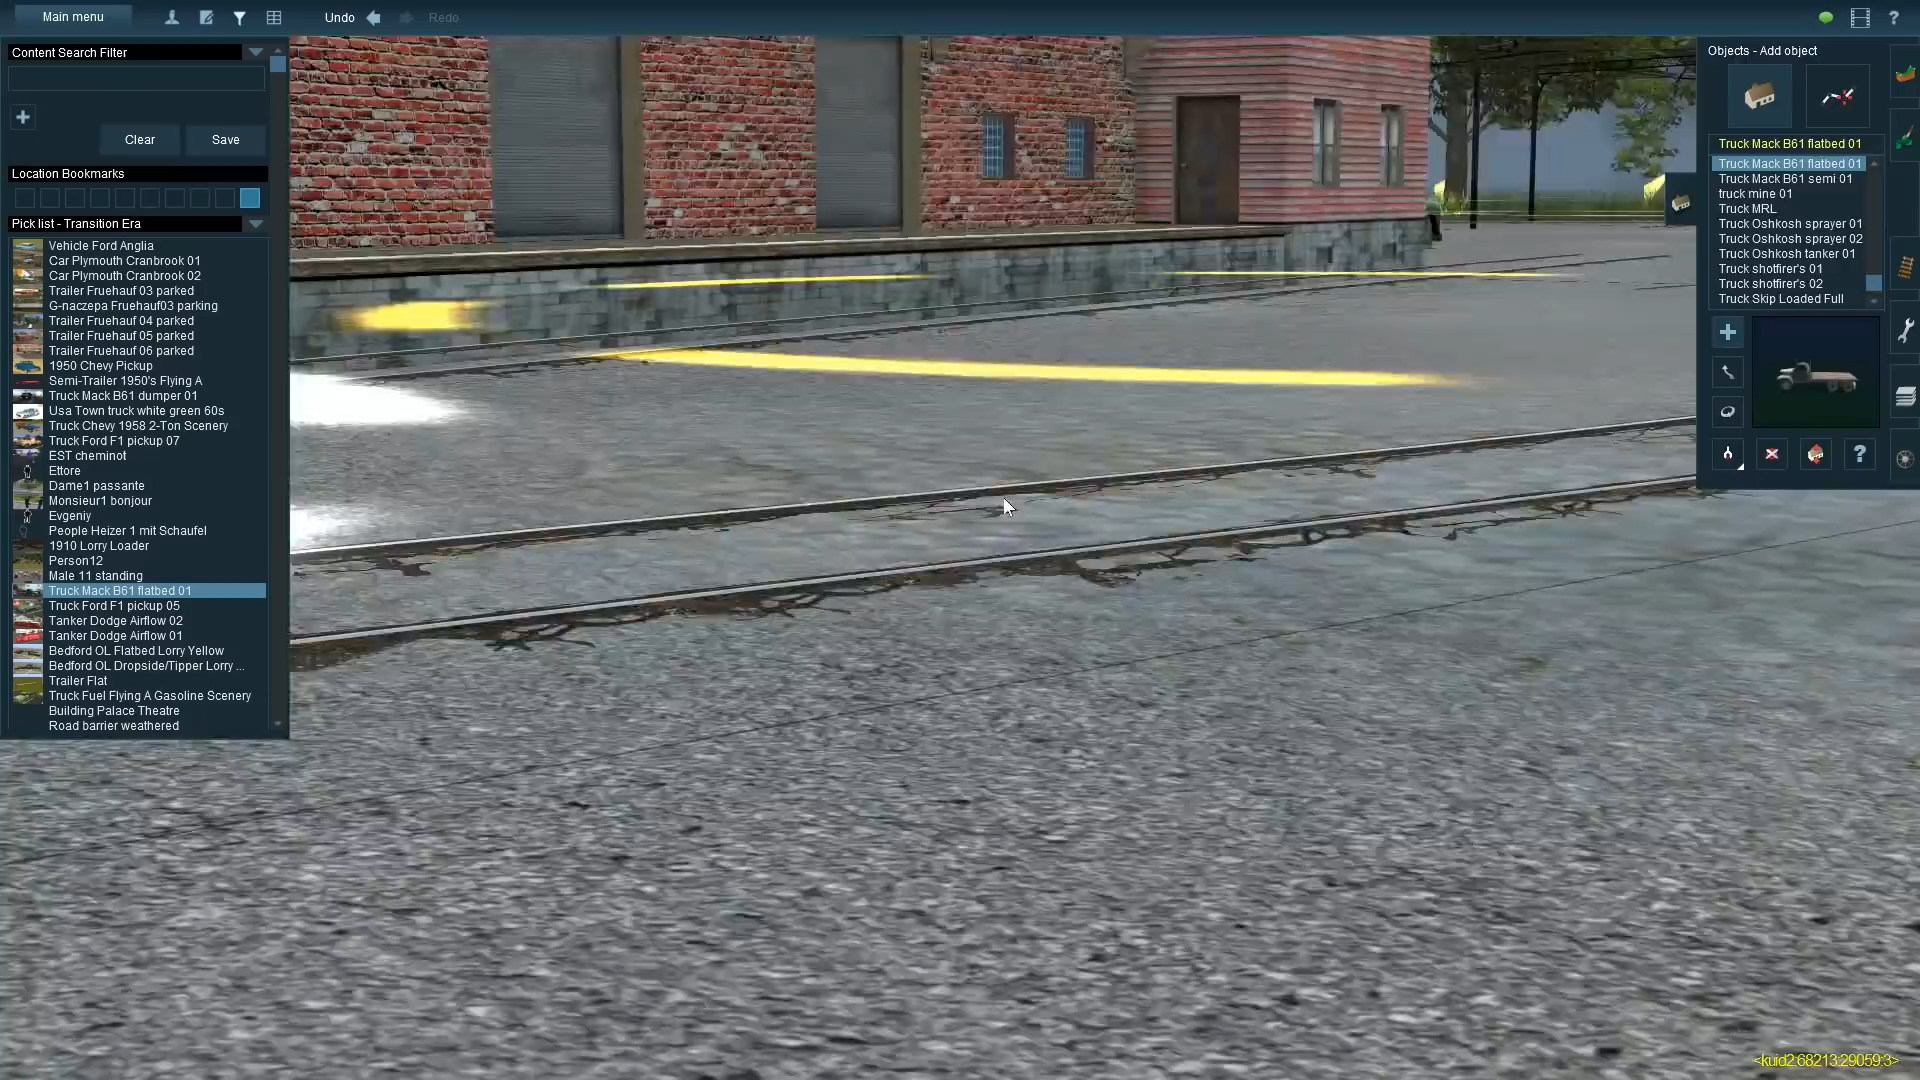 Main menu
Undo
Redo
?
Content Search Filter
Clear
Save
Location Bookmarks
Pick list - Transition Era
Vehicle Ford Anglia
Car Plymouth Cranbrook 01
Car Plymouth Cranbrook 02
Trailer Fruehauf 03 parked
G-naczepa Fruehauf03 parking
Trailer Fruehauf 04 parked
Trailer Fruehauf 05 parked
Trailer Fruehauf 06 parked
1950 Chevy Pickup
Semi-Trailer 1950's Flying A
Truck Mack B61 dumper 01
Usa Town truck white green 60s
Truck Chevy 1958 2-Ton Scenery
Truck Ford F1 pickup 07
EST cheminot
Ettore
Dame1 passante
Monsieur1 bonjour
Evgeniy
People Heizer 1 mit Schaufel
1910 Lorry Loader
Person12
Male 11 standing
Truck Mack B61 flatbed 01
Truck Ford F1 pickup 05
Tanker Dodge Airflow 02
Tanker Dodge Airflow 01
Bedford OL Flatbed Lorry Yellow
Bedford OL Dropside/Tipper Lorry ...
Trailer Flat
Truck Fuel Flying A Gasoline Scenery
Building Palace Theatre
Road barrier weathered
Objects - Add object
Truck Mack B61 flatbed 01
Truck Mack B61 flatbed 01
Truck Mack B61 semi 01
truck mine 01
Truck MRL
Truck Oshkosh sprayer 01
Truck Oshkosh sprayer 02
Truck Oshkosh tanker 01
Truck shotfirer's 01
Truck shotfirer's 02
Truck Skip Loaded Full
?
<kuid2:68213:29059:3>